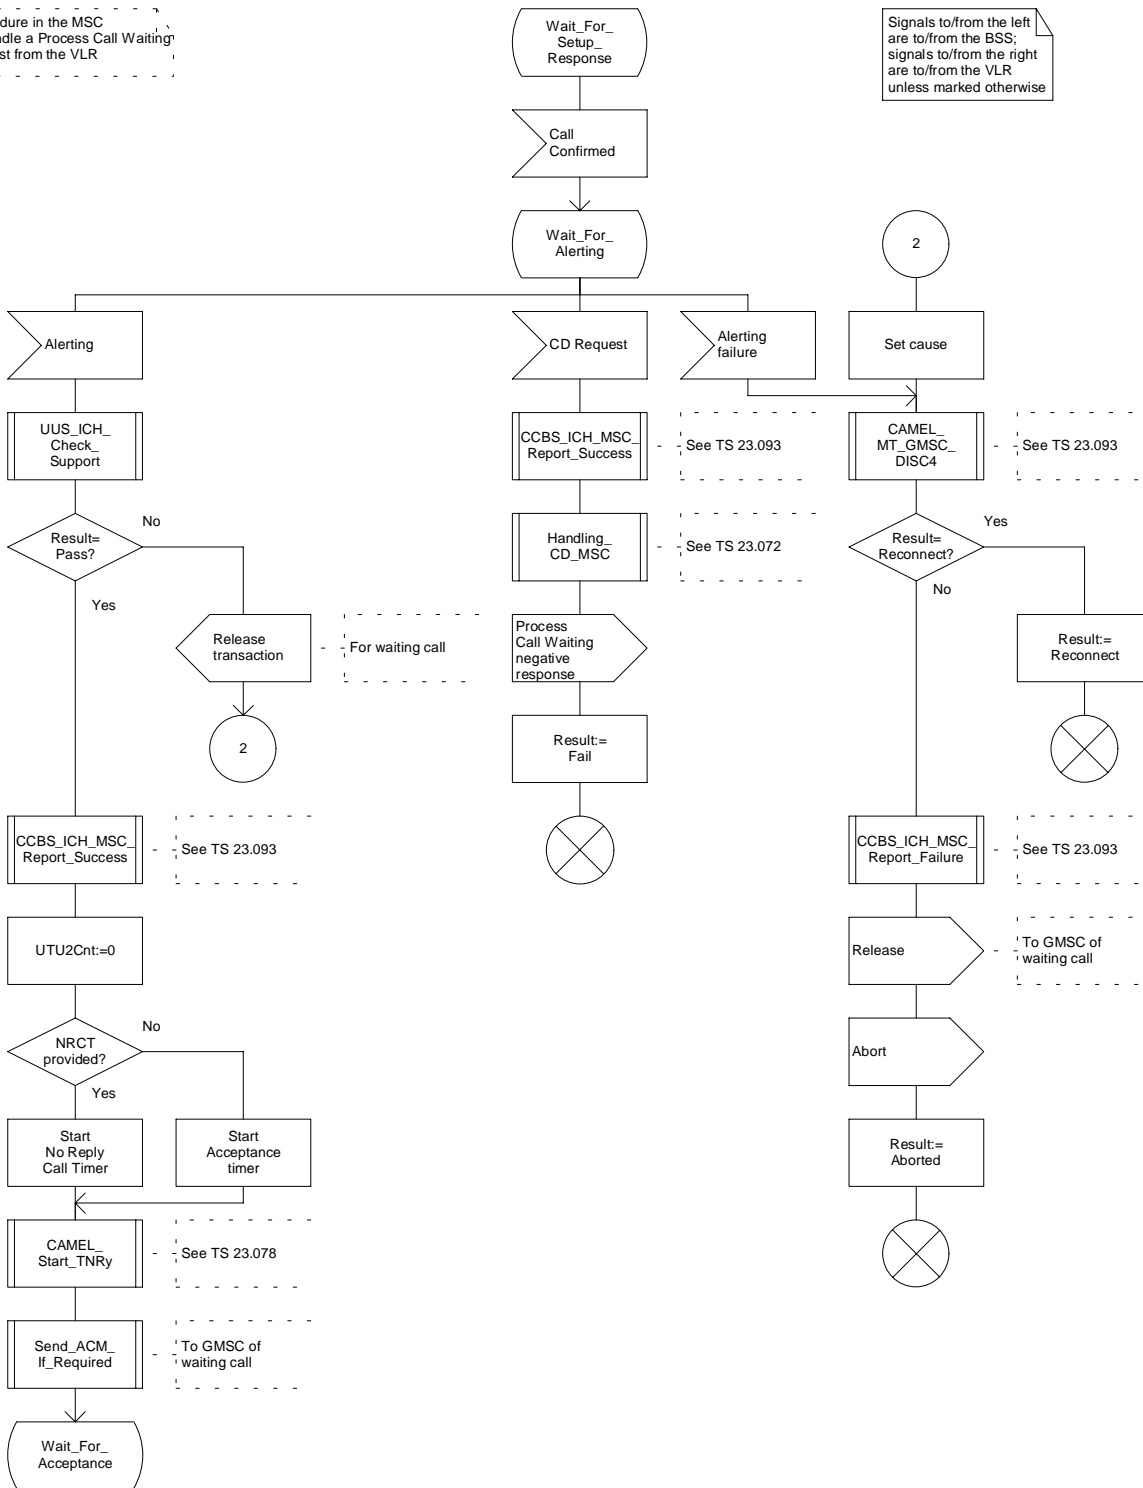 dure in the MSC
ndle a Process Call Waiting
st from the VLR
Wait_For_
Setup_
Response
Signals to/from the left
are to/from the BSS;
signals to/from the right
are to/from the VLR
unless marked otherwise
Call
Confirmed
Wait_For_
Alerting
2
Alerting
CD Request
Alerting
failure
Set cause
UUS_ICH_
Check_
Support
CCBS_ICH_MSC_
Report_Success
See TS 23.093
CAMEL_
MT_GMSC_
DISC4
See TS 23.093
Result=
Pass?
No
Yes
Handling_
CD_MSC
See TS 23.072
Result=
Reconnect?
Yes
No
Release
transaction
For waiting call
Process
Call Waiting
negative
response
Result:=
Reconnect
2
Result:=
Fail
CCBS_ICH_MSC_
Report_Success
See TS 23.093
CCBS_ICH_MSC_
Report_Failure
See TS 23.093
UTU2Cnt:=0
Release
To GMSC of
waiting call
NRCT
provided?
No
Yes
Abort
Start
No Reply
Call Timer
Start
Acceptance
timer
Result:=
Aborted
CAMEL_
Start_TNRy
See TS 23.078
Send_ACM_
If_Required
To GMSC of
waiting call
Wait_For_
Acceptance